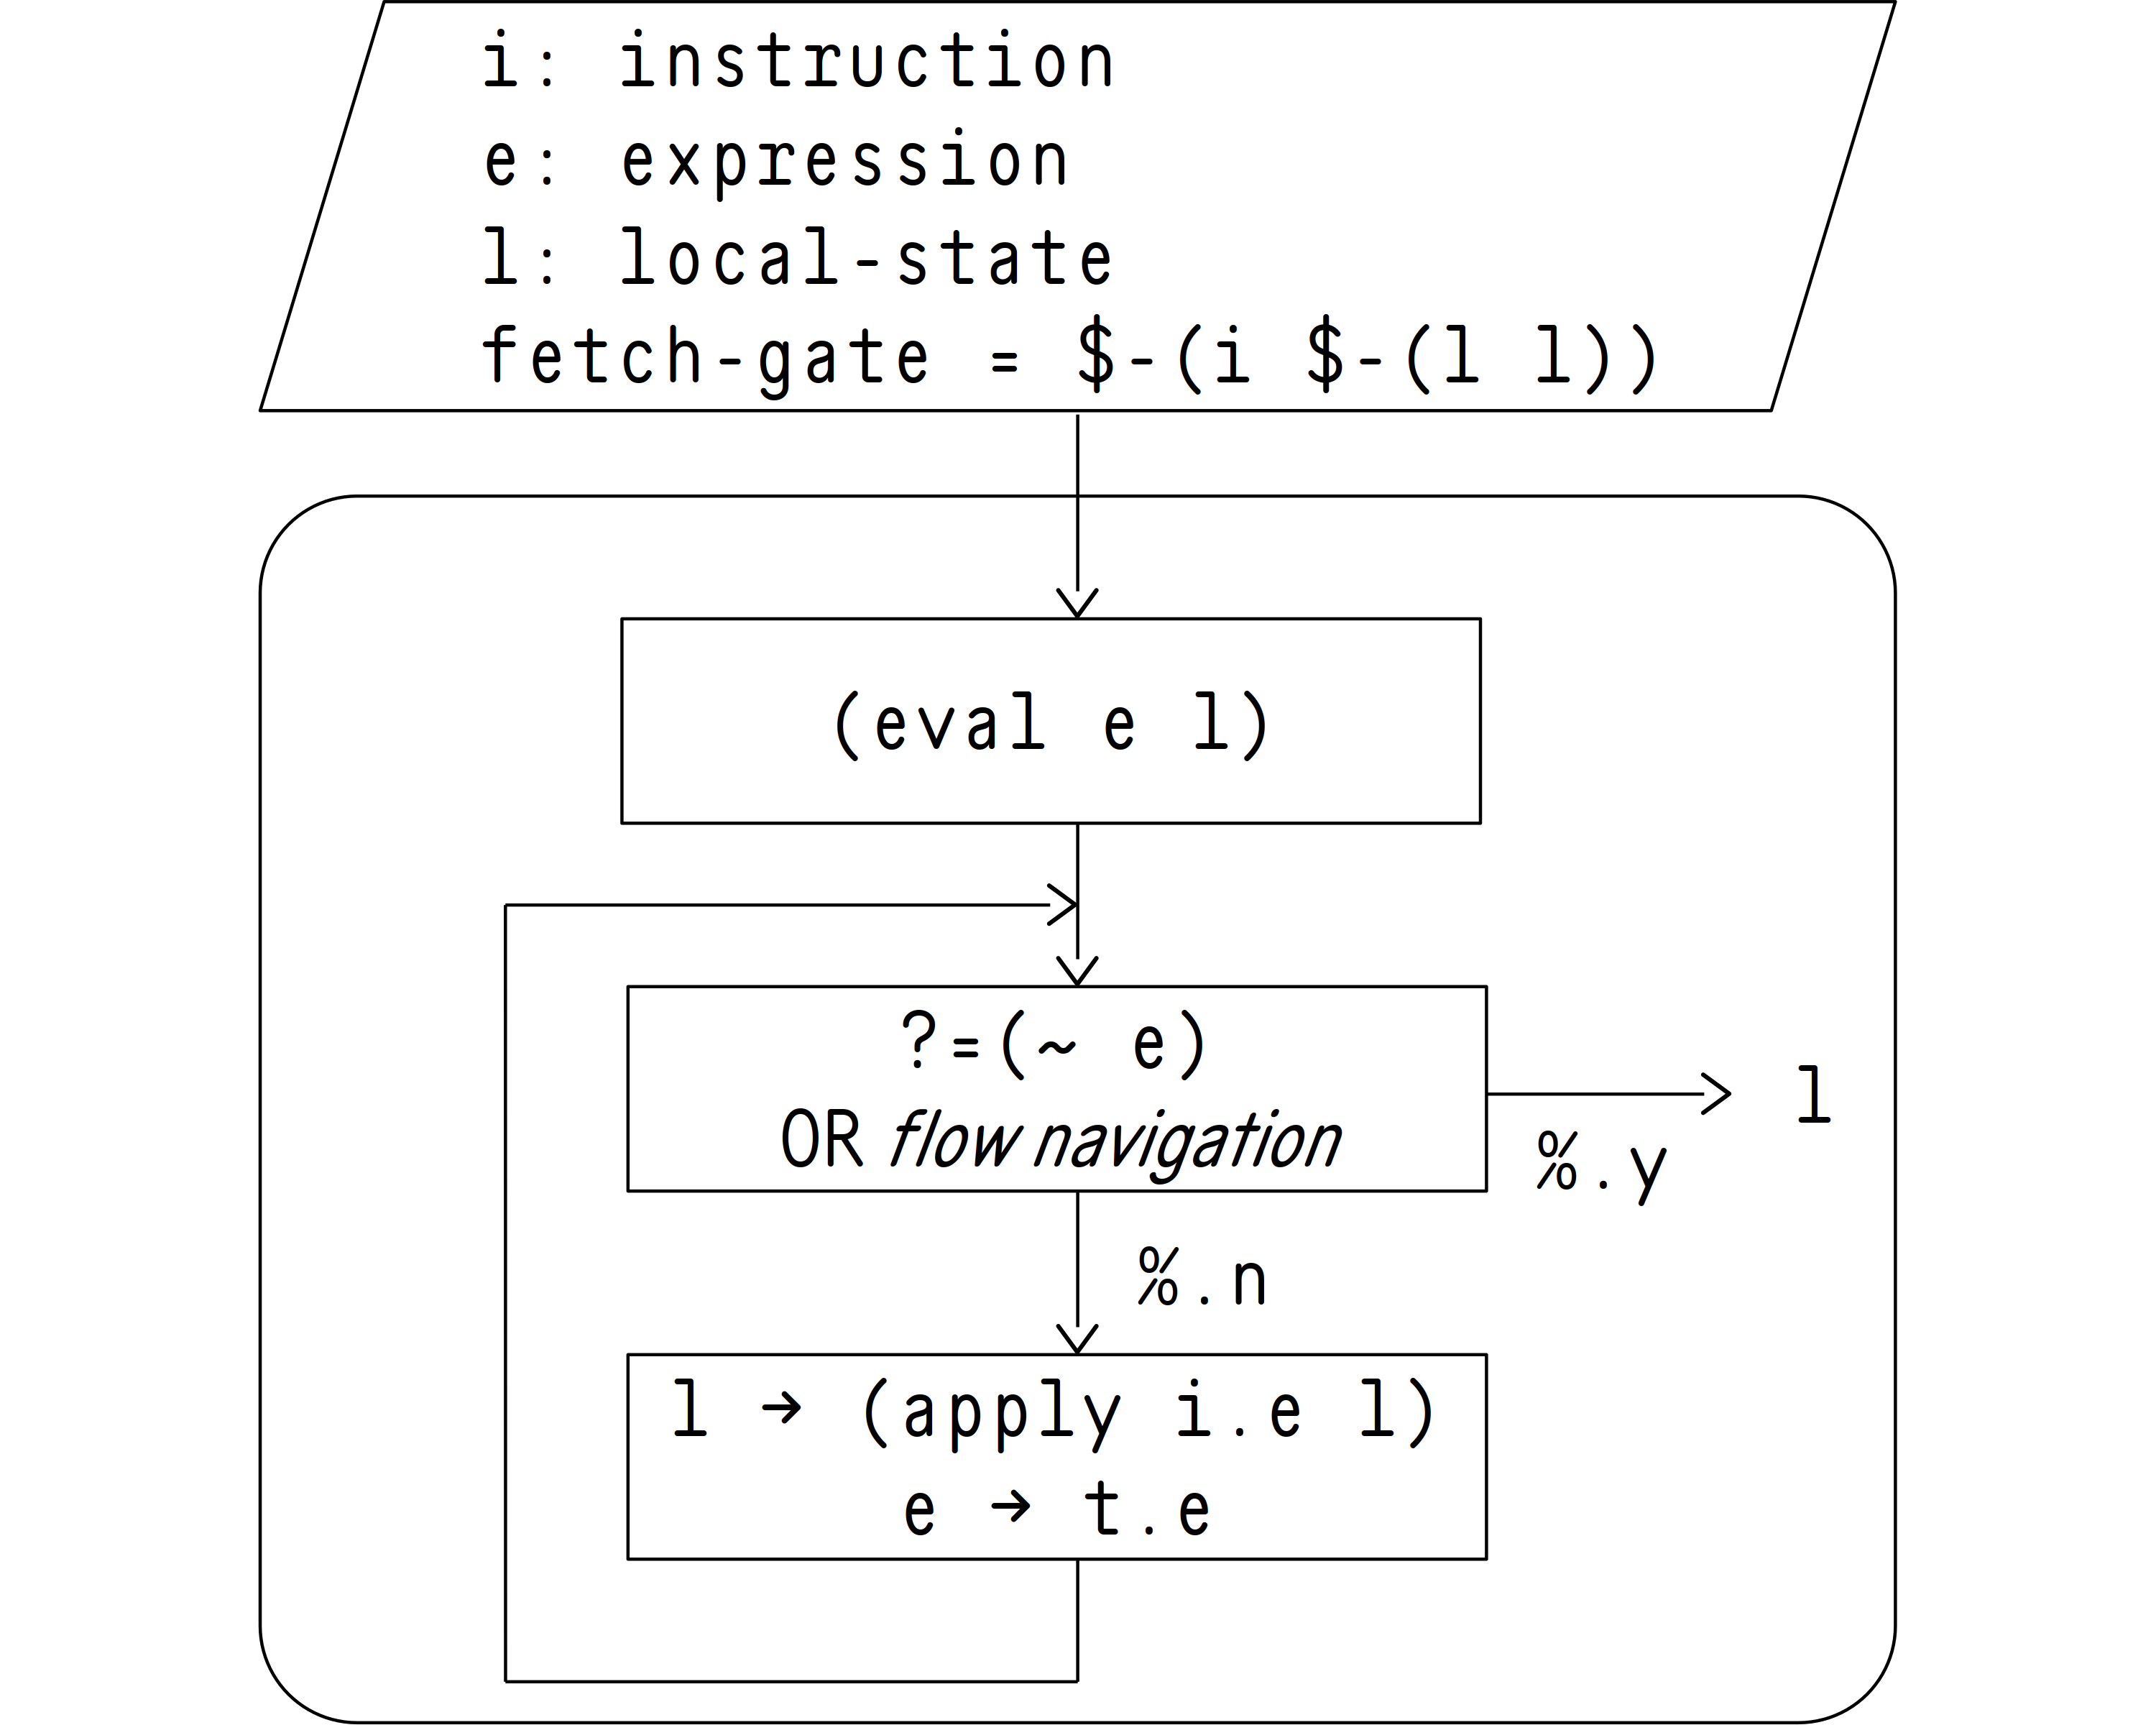 i: instruction
e: expression
l: local-state
fetch-gate = $-(i $-(l l))
(eval e l)
?=(~ e)
OR flow navigation
l
%.y
%.n
l → (apply i.e l)
e → t.e